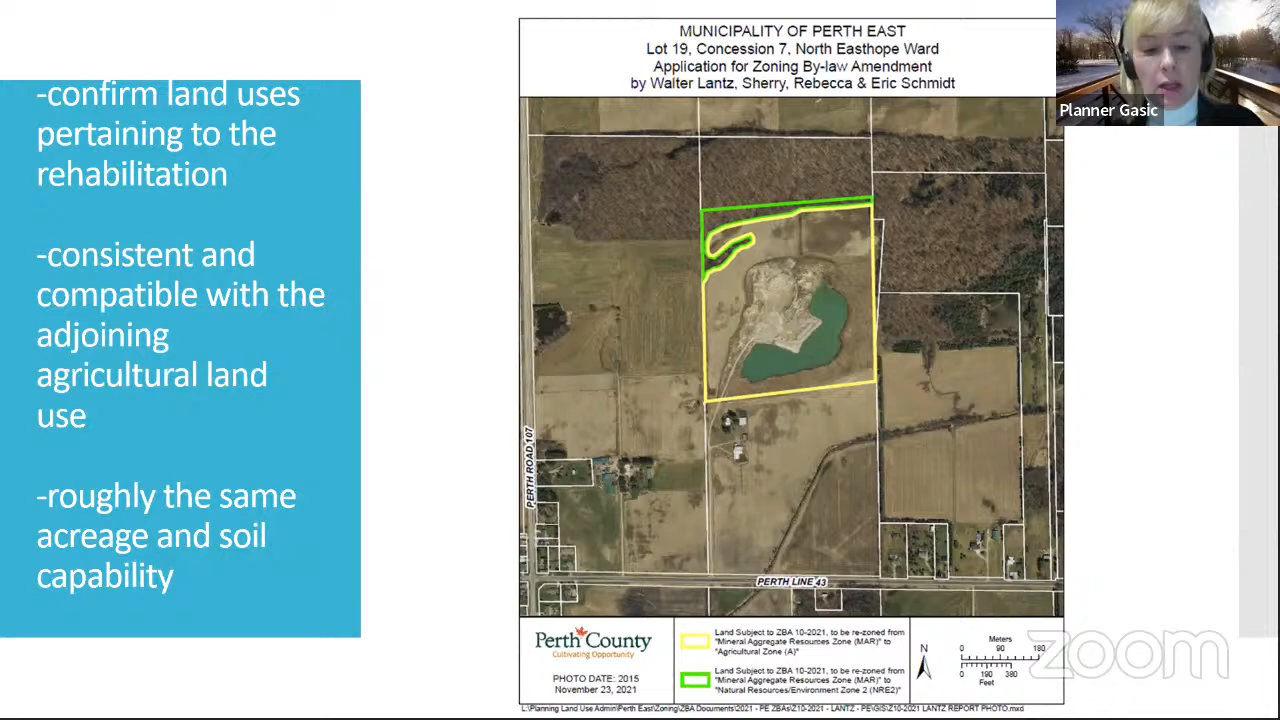 -confirm land uses
pertaining to the
rehabilitation
-consistent and
compatible with the
adjoining
agricultural land
use
-roughly the same
acreage and soil
capability
MUNICIPALITY OF PERTH EAST
Lot 19, Concession 7, North Easthope Ward
Application for Zoning By-law Amendment
by Walter Lantz, Sherry, Rebecca & Eric Schmidt
Planner Gasic
PERTH ROAD 107
PERTH LINE 43
Perth County
Cultivating Opportunity
PHOTO DATE: 2015
November 23, 2021
Land Subject to ZBA 10-2021, to be re-zoned from
"Mineral Aggregate Resources Zone (MAR)" to
"Agricultural Zone (A)"
Land Subject to ZBA 10-2021, to be re-zoned from
"Mineral Aggregate Resources Zone (MAR)" to
"Natural Resources/Environment Zone 2 (NRE2)"
N
Meters
0 90 180
0 190 380
Feet
zoom
L:\Planning Land Use Admin\Perth East\Zoning\ZBA Documents\2021 - PE ZBAs\Z10-2021 - LANTZ - PE\GIS\Z10-2021 LANTZ REPORT PHOTO.mxd